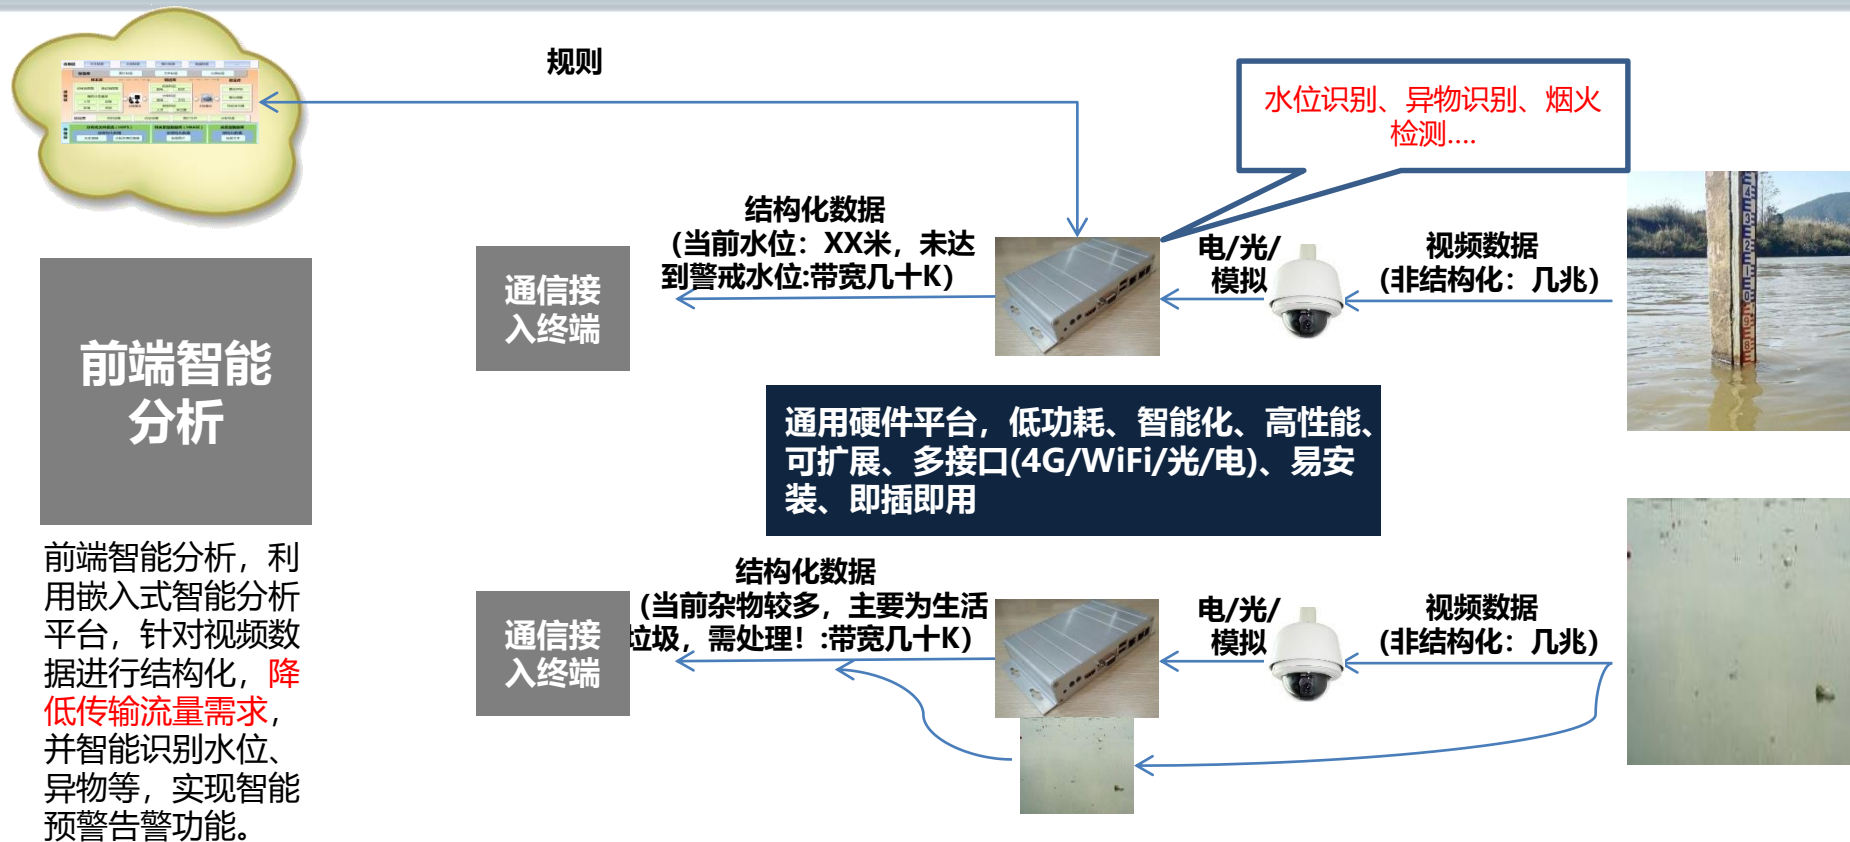 规则
水位识别、异物识别、烟火
检测....
结构化数据
（当前水位：XX米，未达
到警戒水位:带宽几十K）
通信接
入终端
电/光/
模拟
视频数据
（非结构化：几兆）
前端智能
分析
通用硬件平台，低功耗、智能化、高性能、
可扩展、多接口(4G/WiFi/光/电)、易安
装、即插即用
前端智能分析，利
用嵌入式智能分析
平台，针对视频数
据进行结构化，降
低传输流量需求，
并智能识别水位、
异物等，实现智能
预警告警功能。
结构化数据
（当前杂物较多，主要为生活
垃圾，需处理！:带宽几十K）
通信接
入终端
电/光/
模拟
视频数据
（非结构化：几兆）